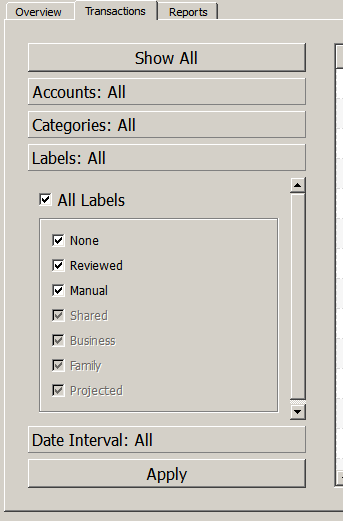 Overview Transactions Reports
Show All
Accounts: All
Categories: All
Labels: All
All Labels
None
Reviewed
Manual
Shared
Business
Family
Projected
Date Interval: All
Apply